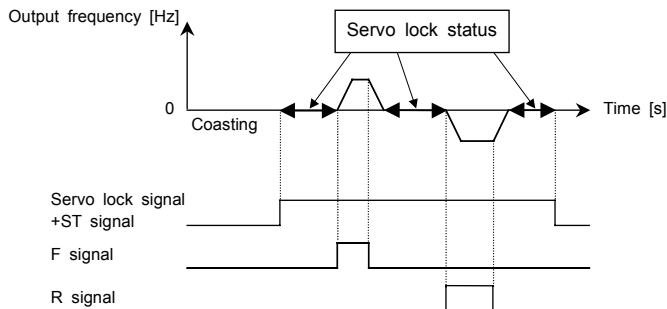 Output frequency [Hz]
Servo lock status
0
Coasting
Time [s]
Servo lock signal
+ST signal
F signal
R signal